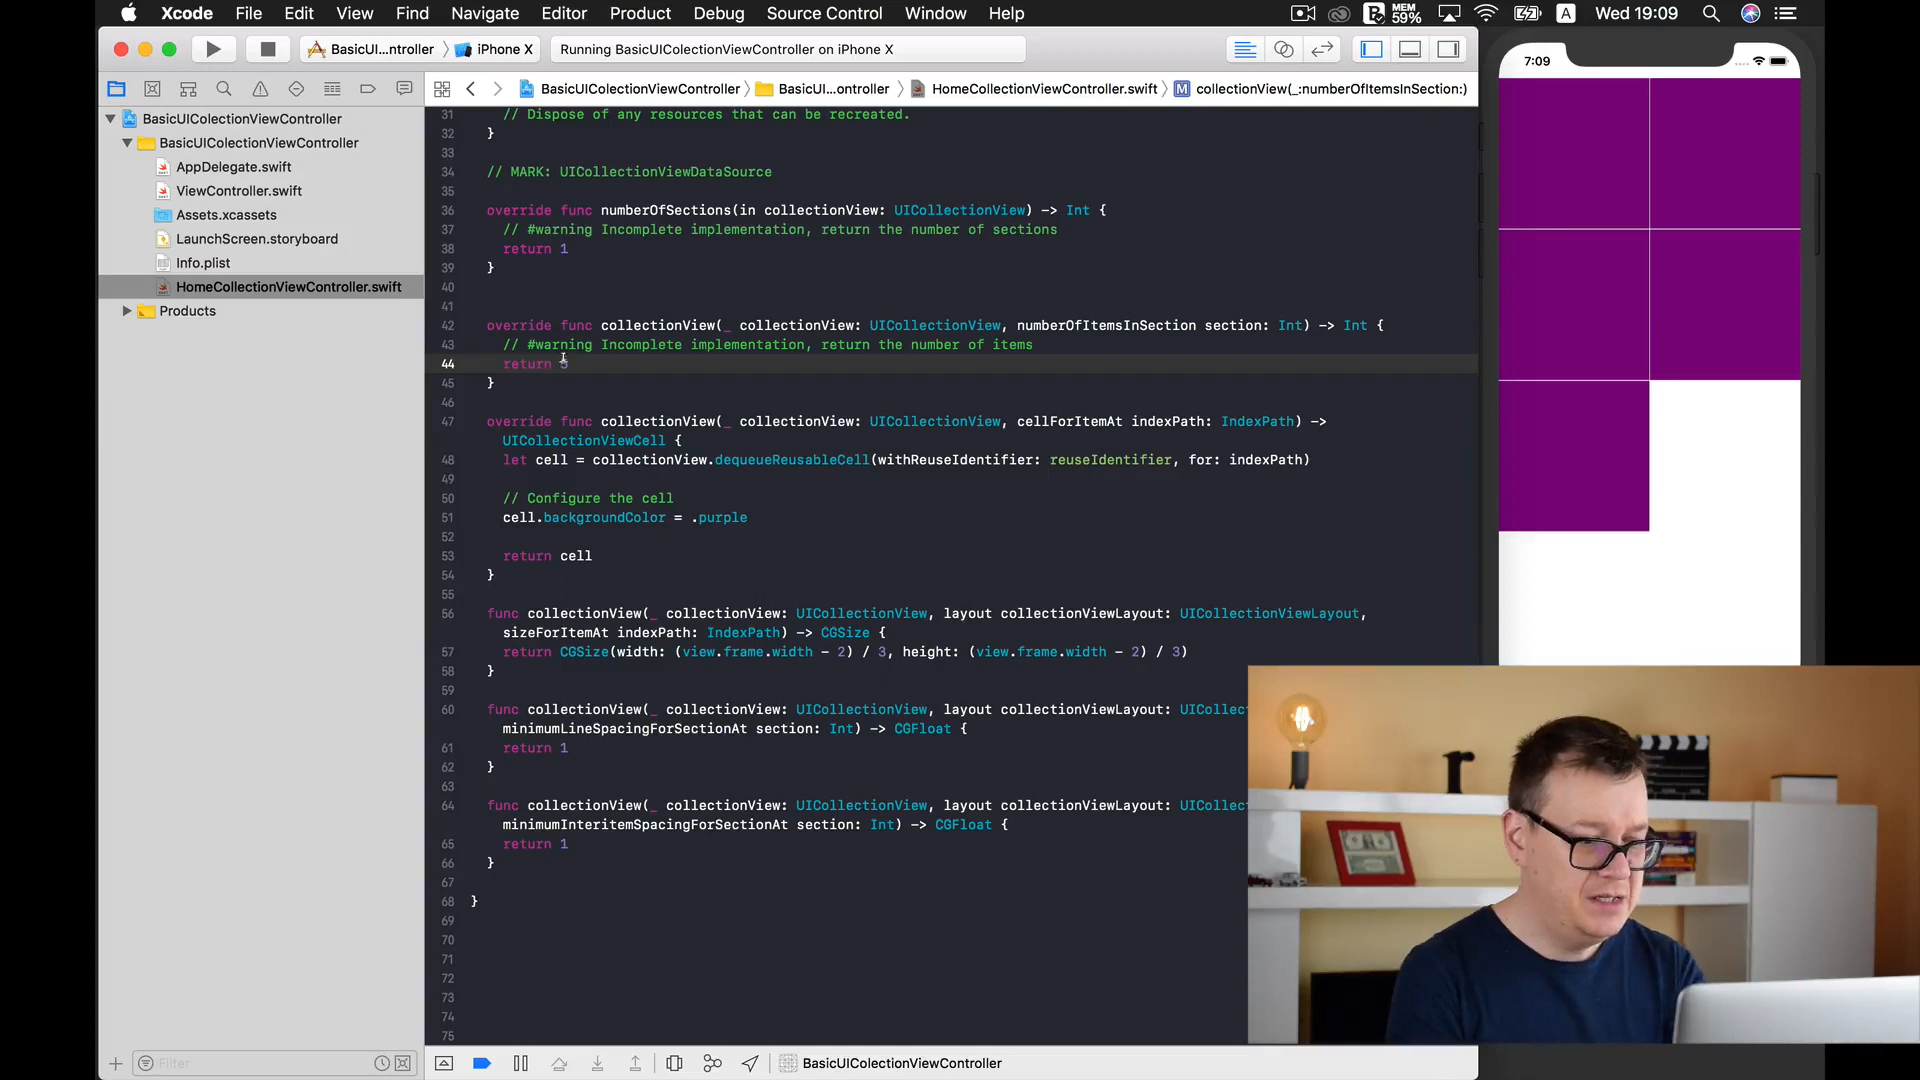 Xcode File Edit View Find Navigate Editor Product Debug Source Control Window Help MEM 59% A Wed 19:09
BasicUI...ntroller iPhone X Running BasicUIColectionViewController on iPhone X
BasicUIColectionViewController BasicUI...ontroller HomeCollectionViewController.swift M collectionView(_:numberOfItemsInSection:)
BasicUIColectionViewController
BasicUIColectionViewController
AppDelegate.swift
ViewController.swift
Assets.xcassets
LaunchScreen.storyboard
Info.plist
HomeCollectionViewController.swift
Products
Filter
31 // Dispose of any resources that can be recreated.
32 }
33
34 // MARK: UICollectionViewDataSource
35
36 override func numberOfSections(in collectionView: UICollectionView) -> Int {
37 // #warning Incomplete implementation, return the number of sections
38 return 1
39 }
40
41
42 override func collectionView(_ collectionView: UICollectionView, numberOfItemsInSection section: Int) -> Int {
43 // #warning Incomplete implementation, return the number of items
44 return 5
45 }
46
47 override func collectionView(_ collectionView: UICollectionView, cellForItemAt indexPath: IndexPath) ->
UICollectionViewCell {
48 let cell = collectionView.dequeueReusableCell(withReuseIdentifier: reuseIdentifier, for: indexPath)
49
50 // Configure the cell
51 cell.backgroundColor = .purple
52
53 return cell
54 }
55
56 func collectionView(_ collectionView: UICollectionView, layout collectionViewLayout: UICollectionViewLayout,
sizeForItemAt indexPath: IndexPath) -> CGSize {
57 return CGSize(width: (view.frame.width - 2) / 3, height: (view.frame.width - 2) / 3)
58 }
59
60 func collectionView(_ collectionView: UICollectionView, layout collectionViewLayout: UICollec
minimumLineSpacingForSectionAt section: Int) -> CGFloat {
61 return 1
62 }
63
64 func collectionView(_ collectionView: UICollectionView, layout collectionViewLayout: UICollec
minimumInteritemSpacingForSectionAt section: Int) -> CGFloat {
65 return 1
66 }
67
68 }
69
70
71
72
73
74
75
BasicUIColectionViewController
7:09